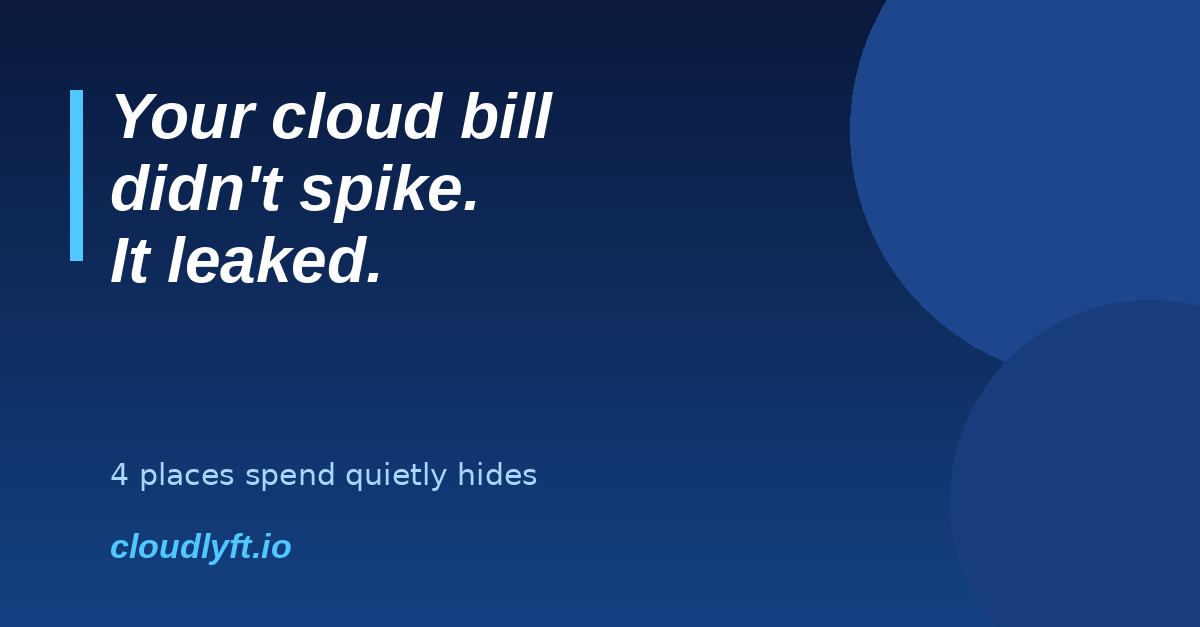 Your cloud bill
didn't spike.
It leaked.
4 places spend quietly hides
cloudlyft.io